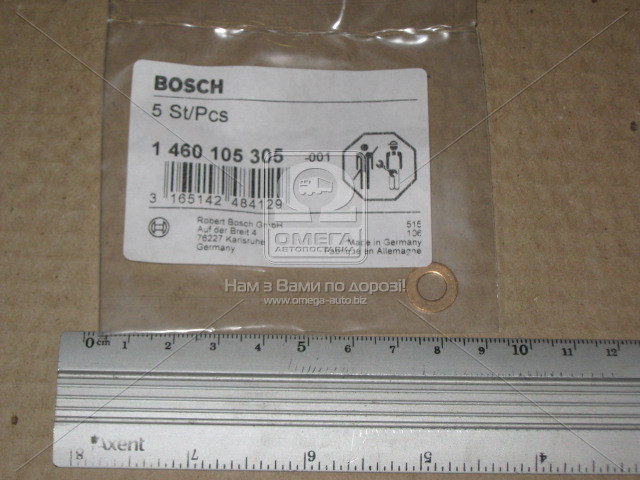 BOSCH
5 St/Pcs
1 460 105 305 -001
3 165142 484129
Robert Bosch GmbH
Auf der Breit 4
76227 Karlsruhe
Germany
515
106
Made in Germany
Fabriqué en Allemagne
ОМЕГА
АВТОПОСТАВКА
Нам з Вами по дорозі!
www.omega-auto.biz
0 cm 1 2 3 4 5 6 7 8 9 10 11 12
Axent
8 7 6 5 4